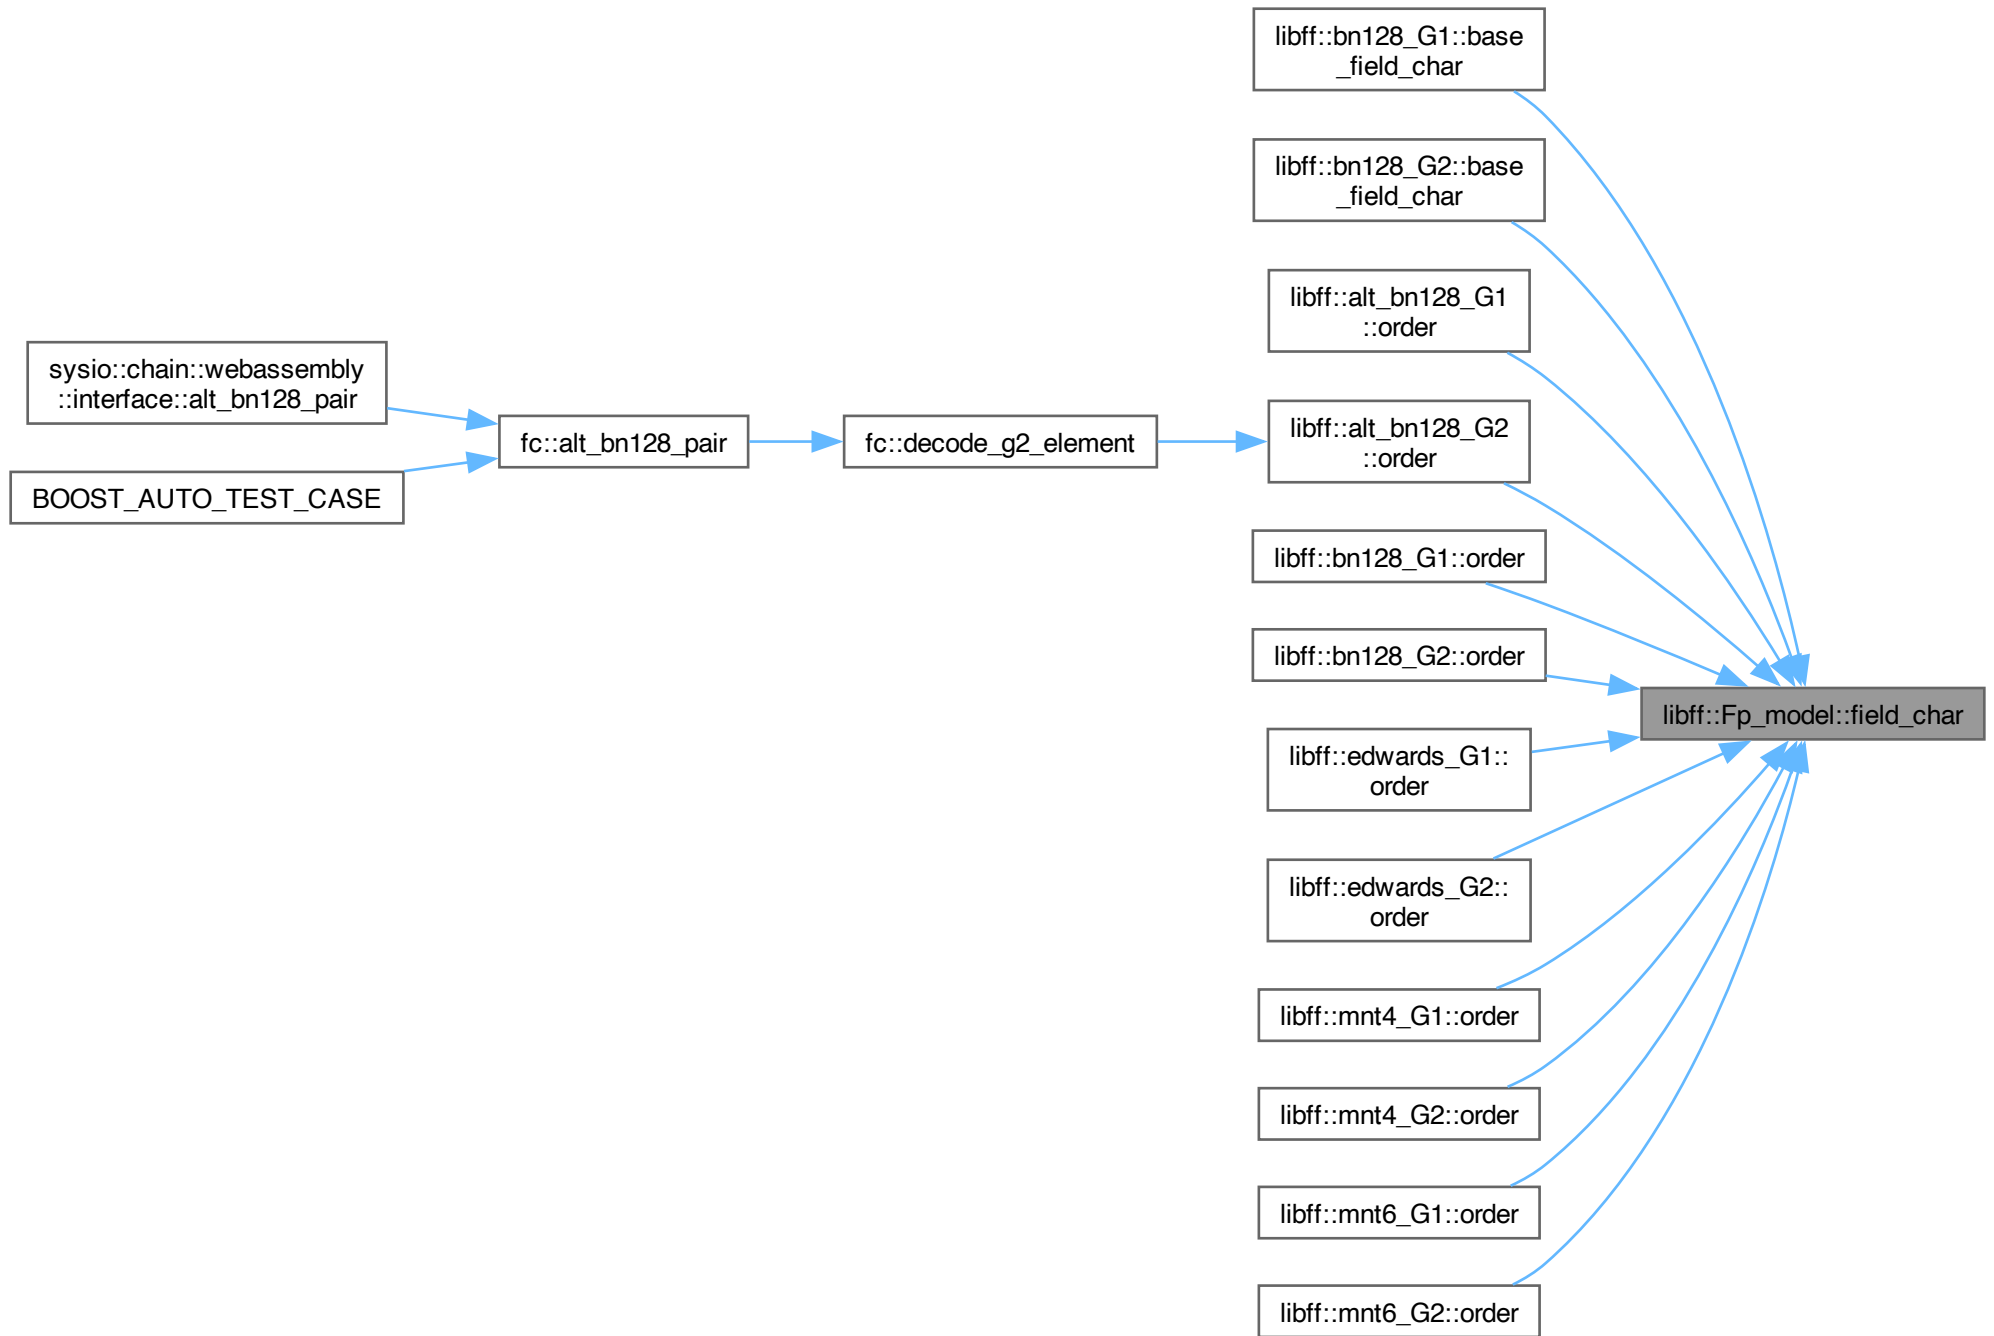 libff::bn128_G1::base
_field_char
libff::bn128_G2::base
_field_char
libff::alt_bn128_G1
::order
sysio::chain::webassembly
::interface::alt_bn128_pair
BOOST_AUTO_TEST_CASE
fc::alt_bn128_pair
fc::decode_g2_element
libff::alt_bn128_G2
::order
libff::bn128_G1::order
libff::bn128_G2::order
libff::Fp_model::field_char
libff::edwards_G1::
order
libff::edwards_G2::
order
libff::mnt4_G1::order
libff::mnt4_G2::order
libff::mnt6_G1::order
libff::mnt6_G2::order